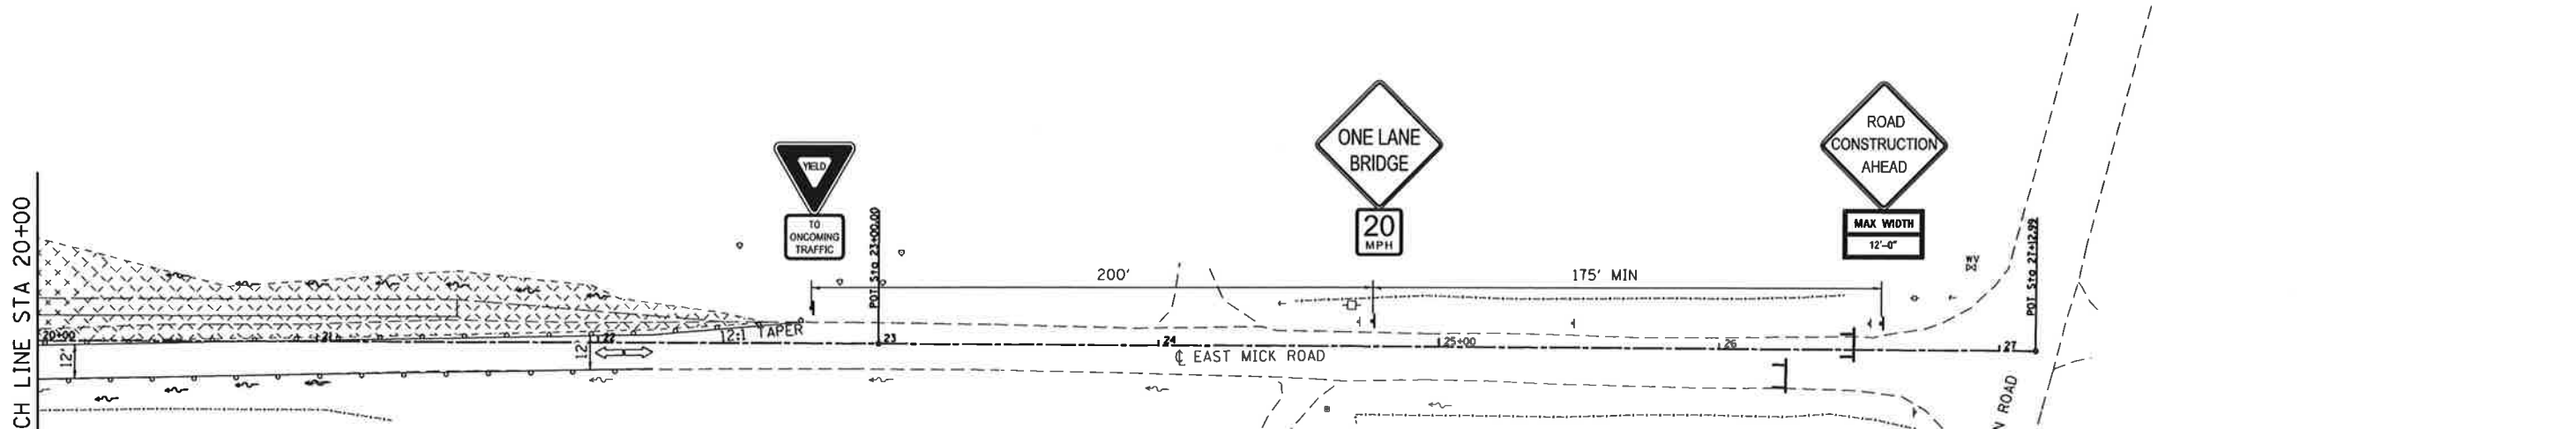 CH LINE STA 20+00
YIELD
TO
ONCOMING
TRAFFIC
ONE LANE
BRIDGE
20
MPH
ROAD
CONSTRUCTION
AHEAD
MAX WIDTH
12'-0"
POT Sta 23+00.00
200'
175' MIN
WV
POT Sta 27+12.99
20+00
21
22
12:1 TAPER
23
24
25+00
26
27
12'
12'
℄ EAST MICK ROAD
N ROAD